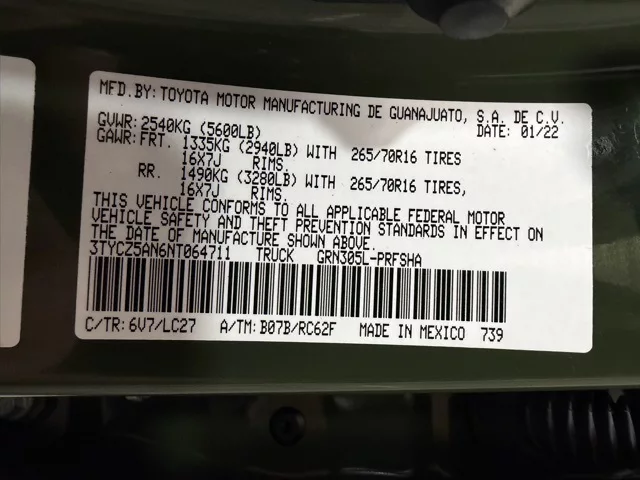 MFD.BY: TOYOTA MOTOR MANUFACTURING DE GUANAJUATO, S.A. DE C.V.
GVWR: 2540KG (5600LB) DATE: 01/22
GAWR: FRT. 1335KG (2940LB) WITH 265/70R16 TIRES
16X7J RIMS
RR. 1490KG (3280LB) WITH 265/70R16 TIRES,
16X7J RIMS.
THIS VEHICLE CONFORMS TO ALL APPLICABLE FEDERAL MOTOR
VEHICLE SAFETY AND THEFT PREVENTION STANDARDS IN EFFECT ON
THE DATE OF MANUFACTURE SHOWN ABOVE.
3TYCZ5AN6NT064711 TRUCK GRN305L-PRFSHA
C/TR: 6V7/LC27 A/TM: B07B/RC62F MADE IN MEXICO 739